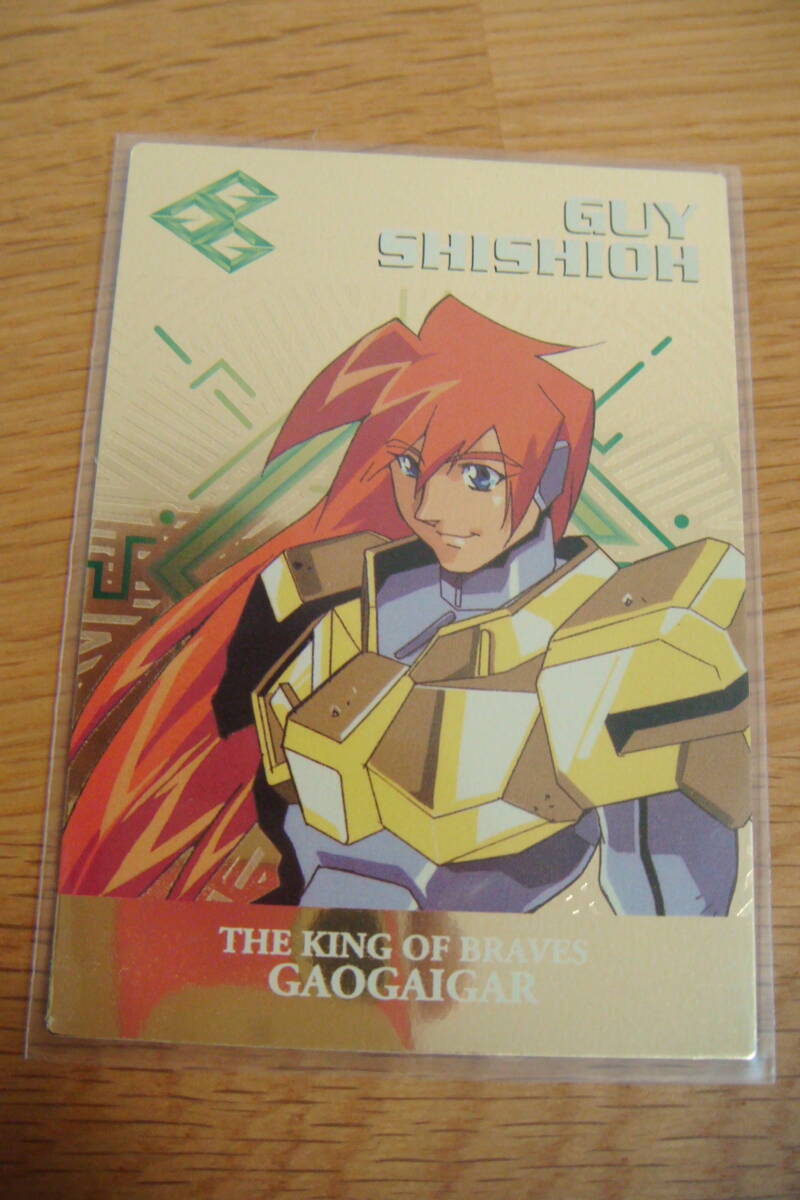 GUY
SHISHIOH
THE KING OF BRAVES
GAOGAIGAR